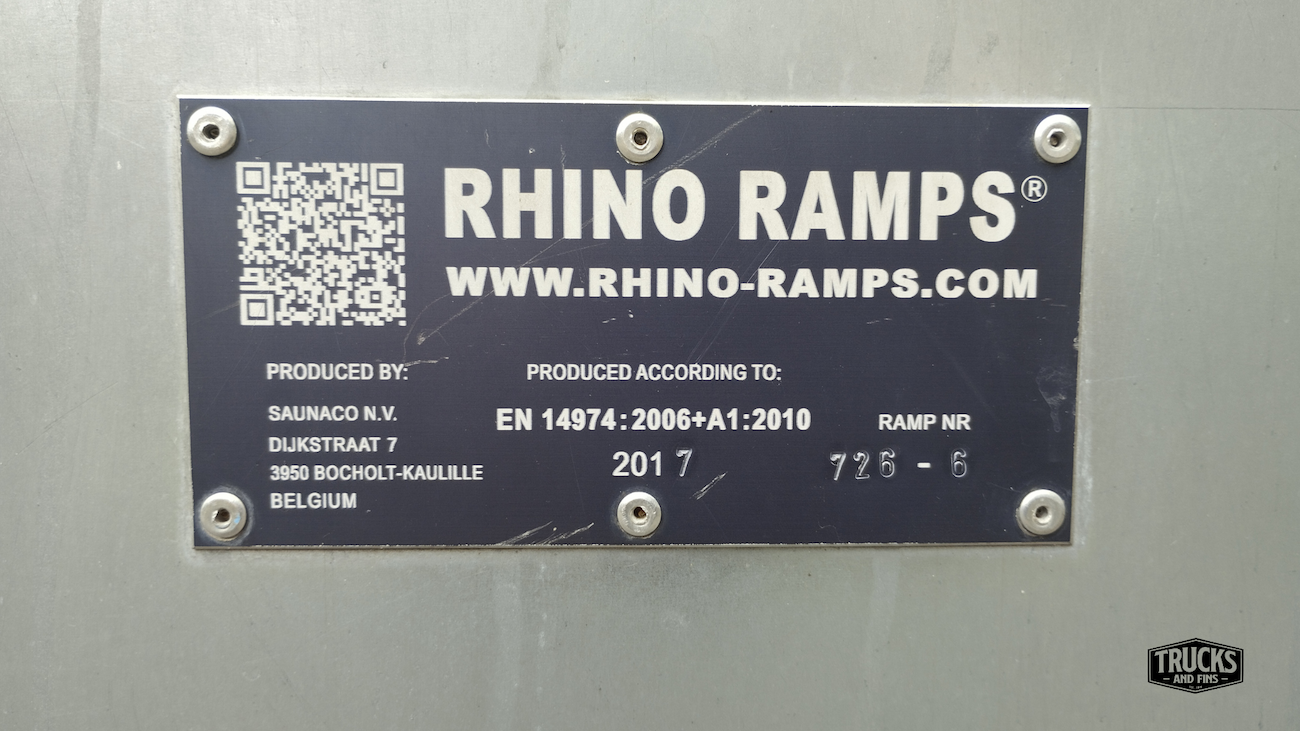 RHINO RAMPS®
WWW.RHINO-RAMPS.COM
PRODUCED BY:
SAUNACO N.V.
DIJKSTRAAT 7
3950 BOCHOLT-KAULILLE
BELGIUM
PRODUCED ACCORDING TO:
EN 14974:2006+A1:2010
2017
RAMP NR
726 - 6
TRUCKS
AND FINS